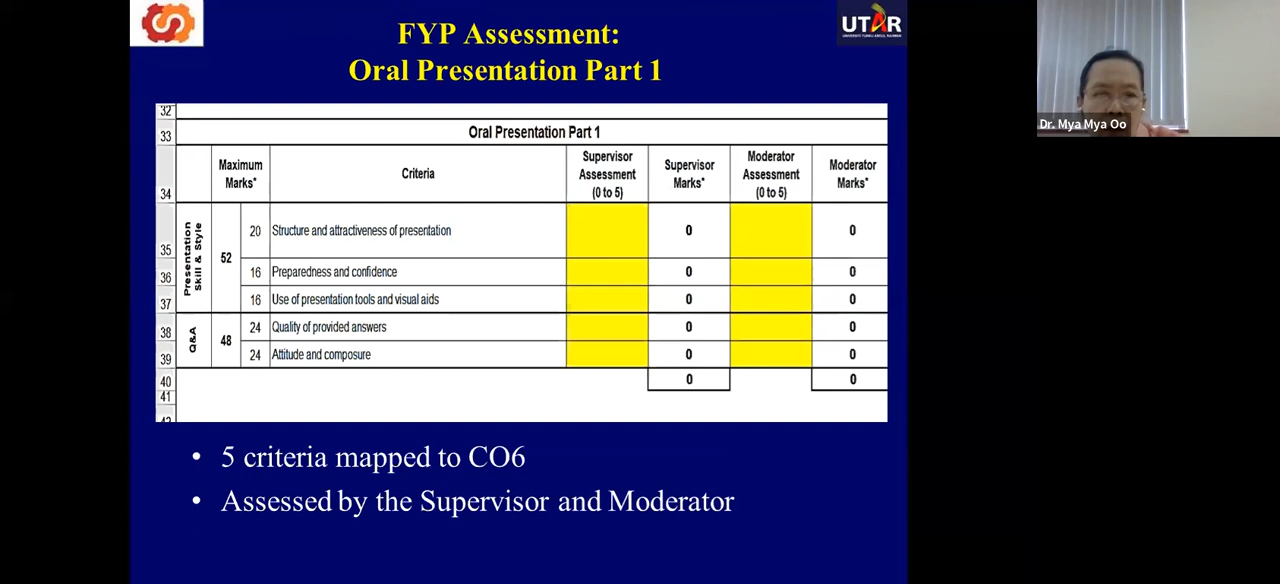 FYP Assessment:
Oral Presentation Part 1
UTAR
UNIVERSITI TUNKU ABDUL RAHMAN
Dr. Mya Mya Oo
32
33 Oral Presentation Part 1
34 Maximum Marks* Criteria Supervisor Assessment (0 to 5) Supervisor Marks* Moderator Assessment (0 to 5) Moderator Marks*
Presentation Skill & Style 52
35 20 Structure and attractiveness of presentation 0 0
36 16 Preparedness and confidence 0 0
37 16 Use of presentation tools and visual aids 0 0
Q&A 48
38 24 Quality of provided answers 0 0
39 24 Attitude and composure 0 0
40 0 0
41
• 5 criteria mapped to CO6
• Assessed by the Supervisor and Moderator